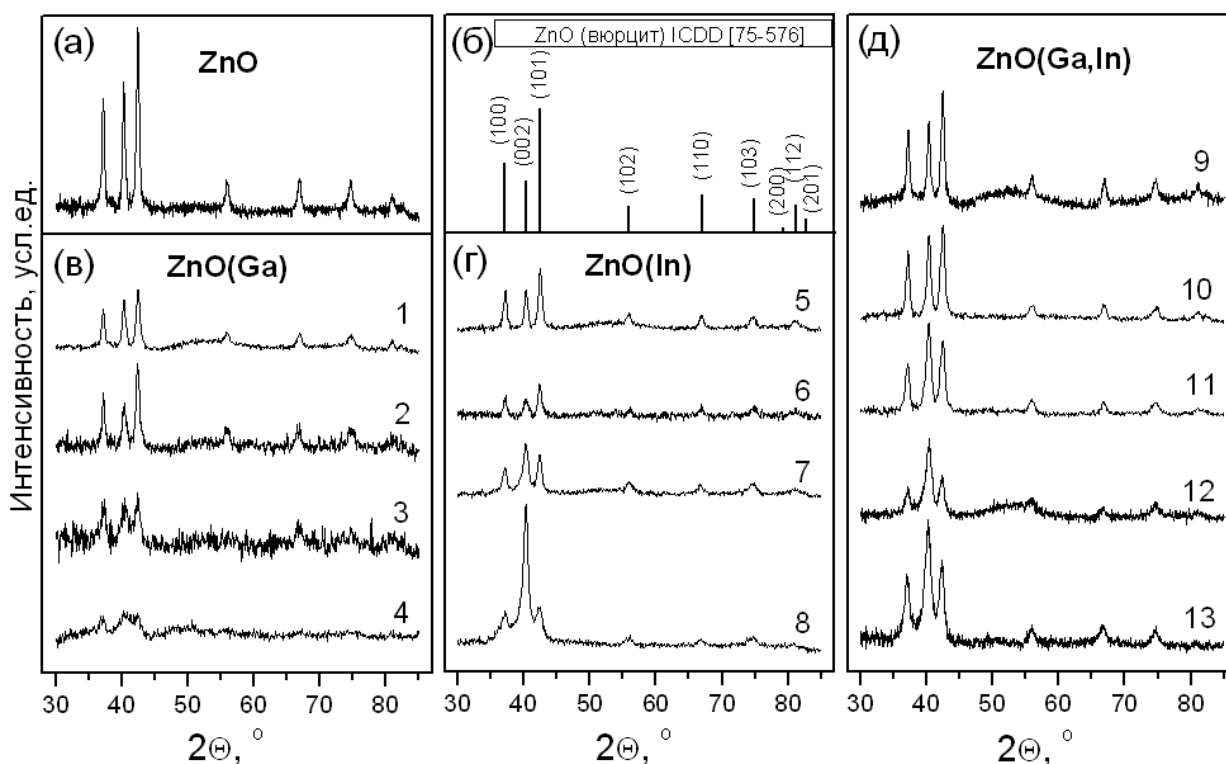 Интенсивность, усл.ед.
(а)
ZnO
(б)
ZnO (вюрцит) ICDD [75-576]
(100)
(002)
(101)
(102)
(110)
(103)
(200)
(112)
(201)
(в)
ZnO(Ga)
1
2
3
4
30 40 50 60 70 80
2Θ, °
(г)
ZnO(In)
5
6
7
8
30 40 50 60 70 80
2Θ, °
(д)
ZnO(Ga,In)
9
10
11
12
13
30 40 50 60 70 80
2Θ, °